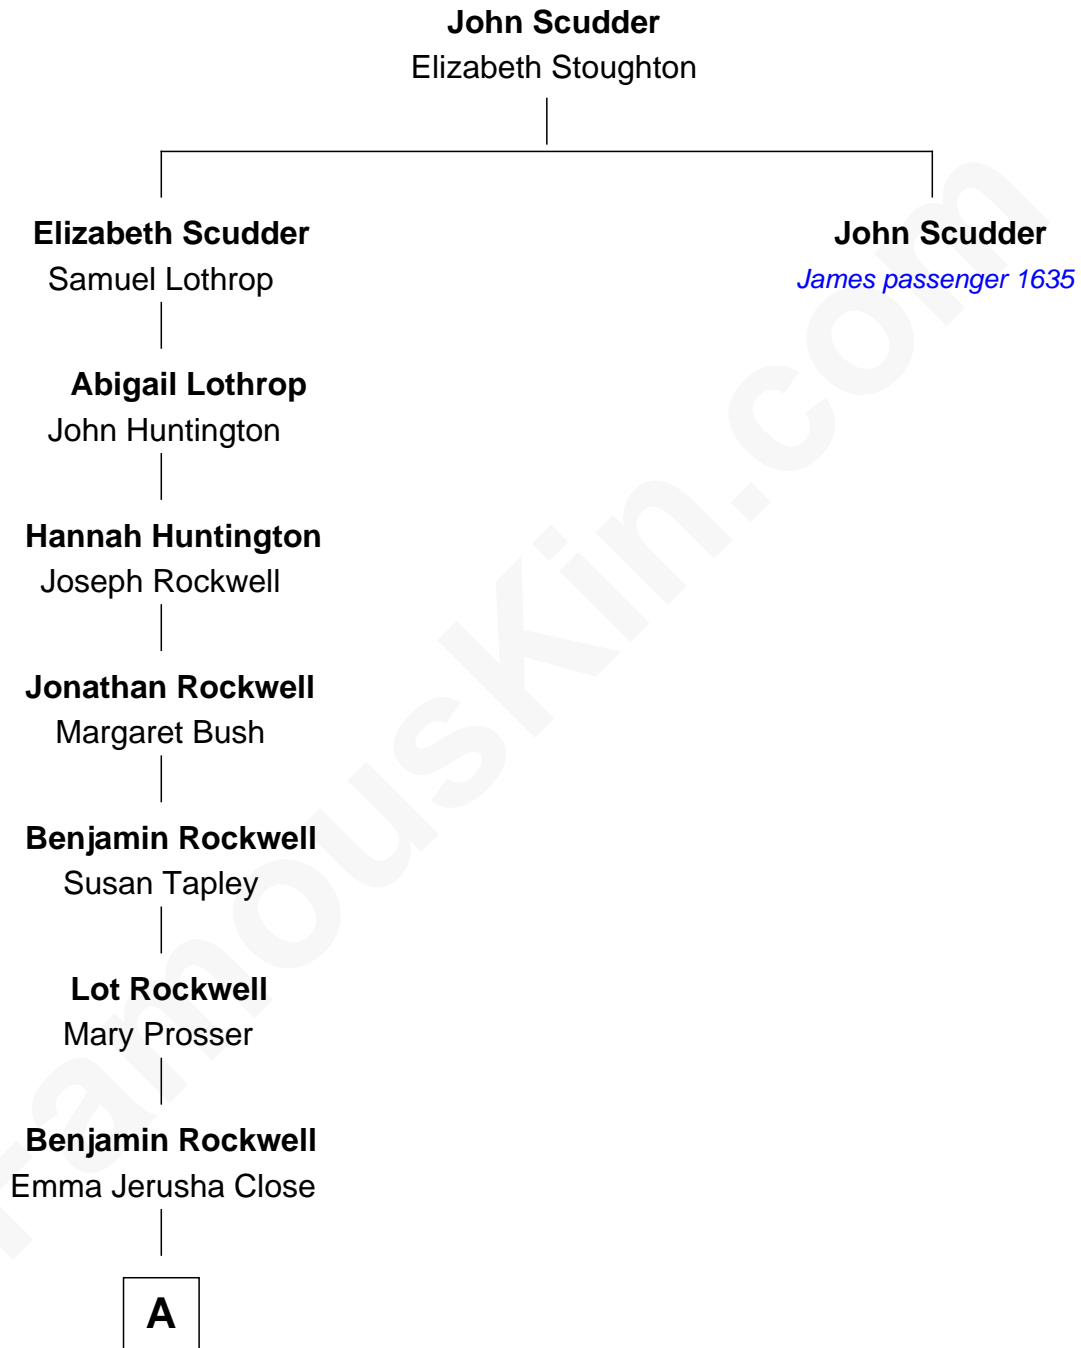 John Scudder
Elizabeth Stoughton
Elizabeth Scudder
John Scudder
Samuel Lothrop
James passenger 1635
Abigail Lothrop
John Huntington
Hannah Huntington
Joseph Rockwell
Jonathan Rockwell
Margaret Bush
Benjamin Rockwell
Susan Tapley
Lot Rockwell
Mary Prosser
Benjamin Rockwell
Emma Jerusha Close
A
FamousKin.com